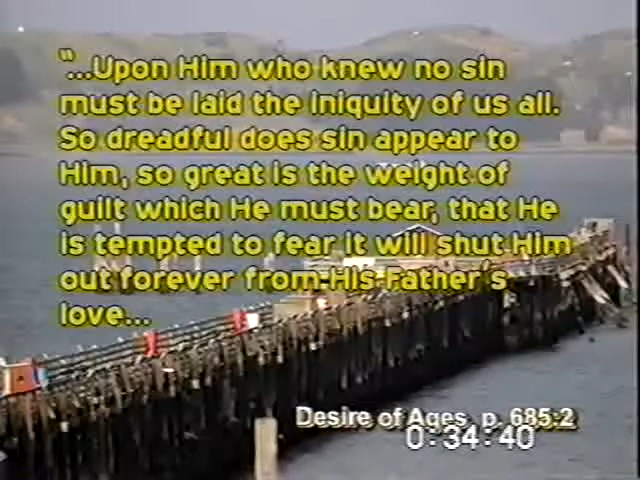 "...Upon Him who knew no sin
must be laid the iniquity of us all.
So dreadful does sin appear to
Him, so great is the weight of
guilt which He must bear, that He
is tempted to fear it will shut Him
out forever from His Father's
love...
Desire of Ages, p. 685:2
0:34:40